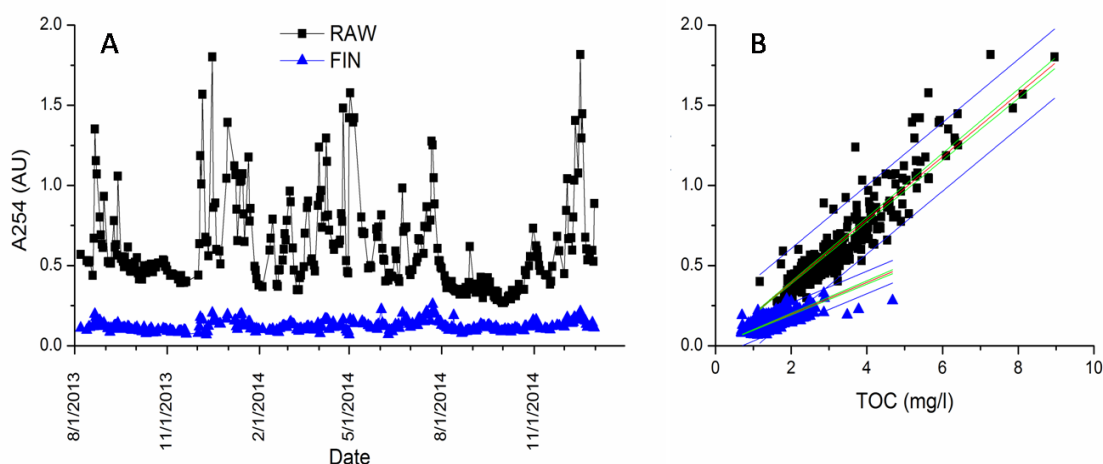 A
RAW
FIN
A254 (AU)
2.0
1.5
1.0
0.5
0.0
8/1/2013
11/1/2013
2/1/2014
5/1/2014
8/1/2014
11/1/2014
Date
B
2.0
1.5
1.0
0.5
0.0
0 2 4 6 8 10
TOC (mg/l)